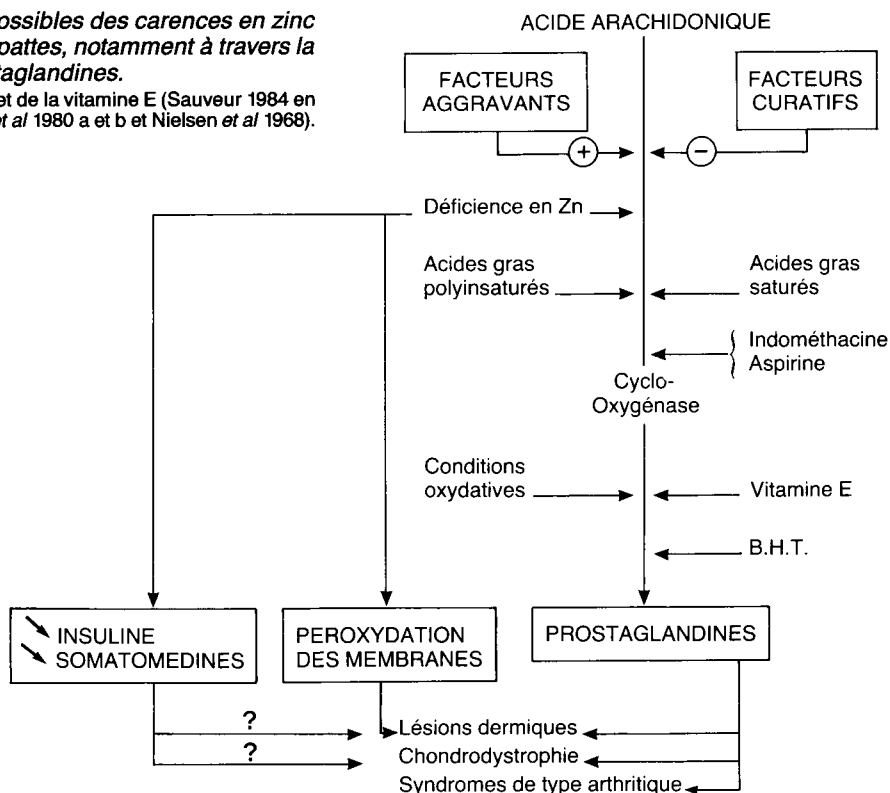 ossibles des carences en zinc
pattes, notamment à travers la
taglandines.
et de la vitamine E (Sauveur 1984 en
et al 1980 a et b et Nielsen et al 1968).
ACIDE ARACHIDONIQUE
FACTEURS
AGGRAVANTS
FACTEURS
CURATIFS
+
−
Déficience en Zn
Acides gras
polyinsaturés
Acides gras
saturés
Indométhacine
Aspirine
Cyclo-
Oxygénase
Conditions
oxydatives
Vitamine E
B.H.T.
INSULINE
SOMATOMEDINES
PEROXYDATION
DES MEMBRANES
PROSTAGLANDINES
?
Lésions dermiques
?
Chondrodystrophie
Syndromes de type arthritique